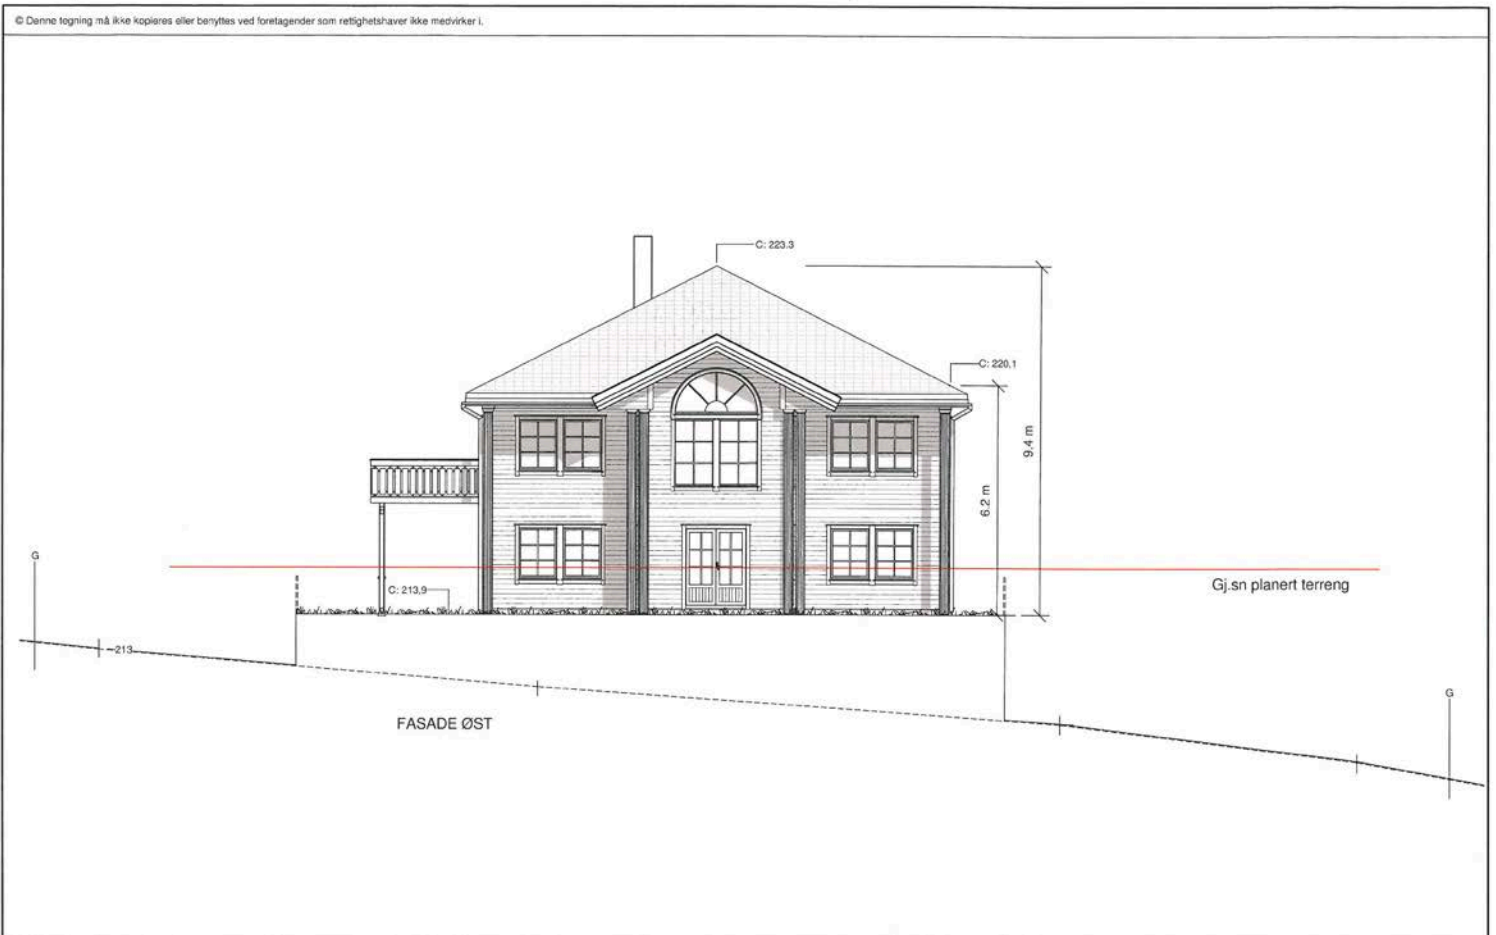 © Denne tegning må ikke kopieres eller benyttes ved foretagender som rettighetshaver ikke medvirker i.
C: 223.3
C: 220,1
9,4 m
6.2 m
G
C: 213,9
Gj.sn planert terreng
213
G
FASADE ØST